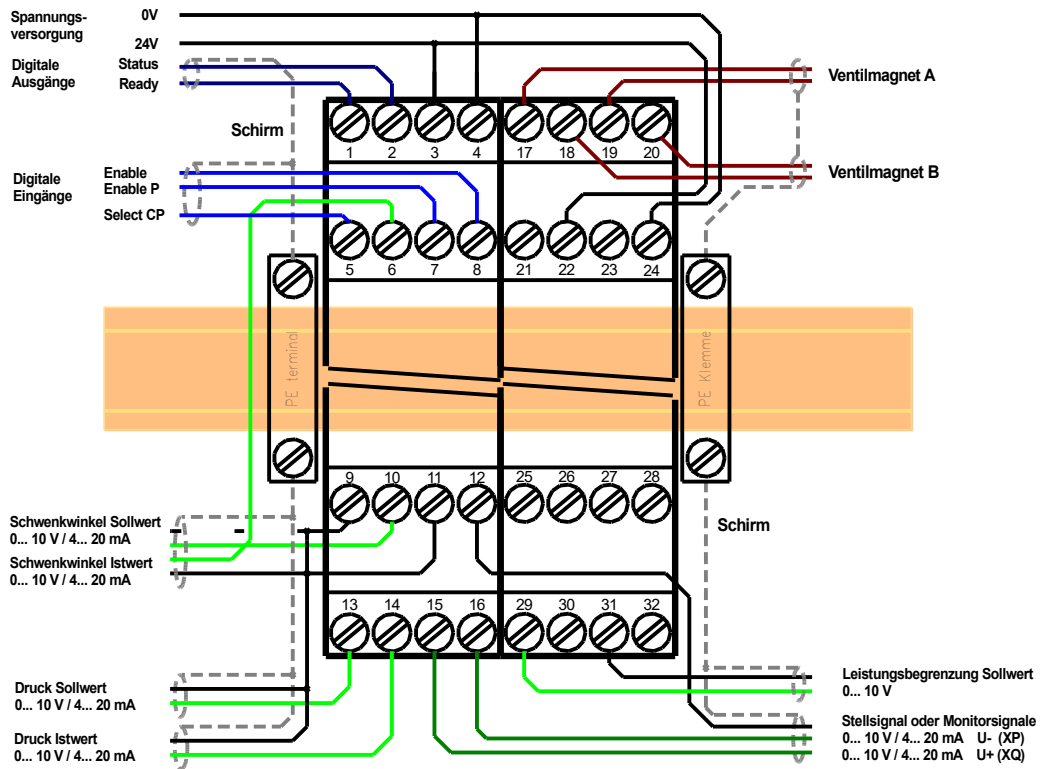 Spannungs-
versorgung
0V
24V
Digitale
Ausgänge
Status
Ready
Schirm
Ventilmagnet A
1 2 3 4 17 18 19 20
Digitale
Eingänge
Enable
Enable P
Select CP
Ventilmagnet B
5 6 7 8 21 22 23 24
PE terminal
PE Klemme
9 10 11 12 25 26 27 28
Schwenkwinkel Sollwert
0... 10 V / 4... 20 mA
Schwenkwinkel Istwert
0... 10 V / 4... 20 mA
Schirm
13 14 15 16 29 30 31 32
Druck Sollwert
0... 10 V / 4... 20 mA
Druck Istwert
0... 10 V / 4... 20 mA
Leistungsbegrenzung Sollwert
0... 10 V
Stellsignal oder Monitorsignale
0... 10 V / 4... 20 mA U- (XP)
0... 10 V / 4... 20 mA U+ (XQ)